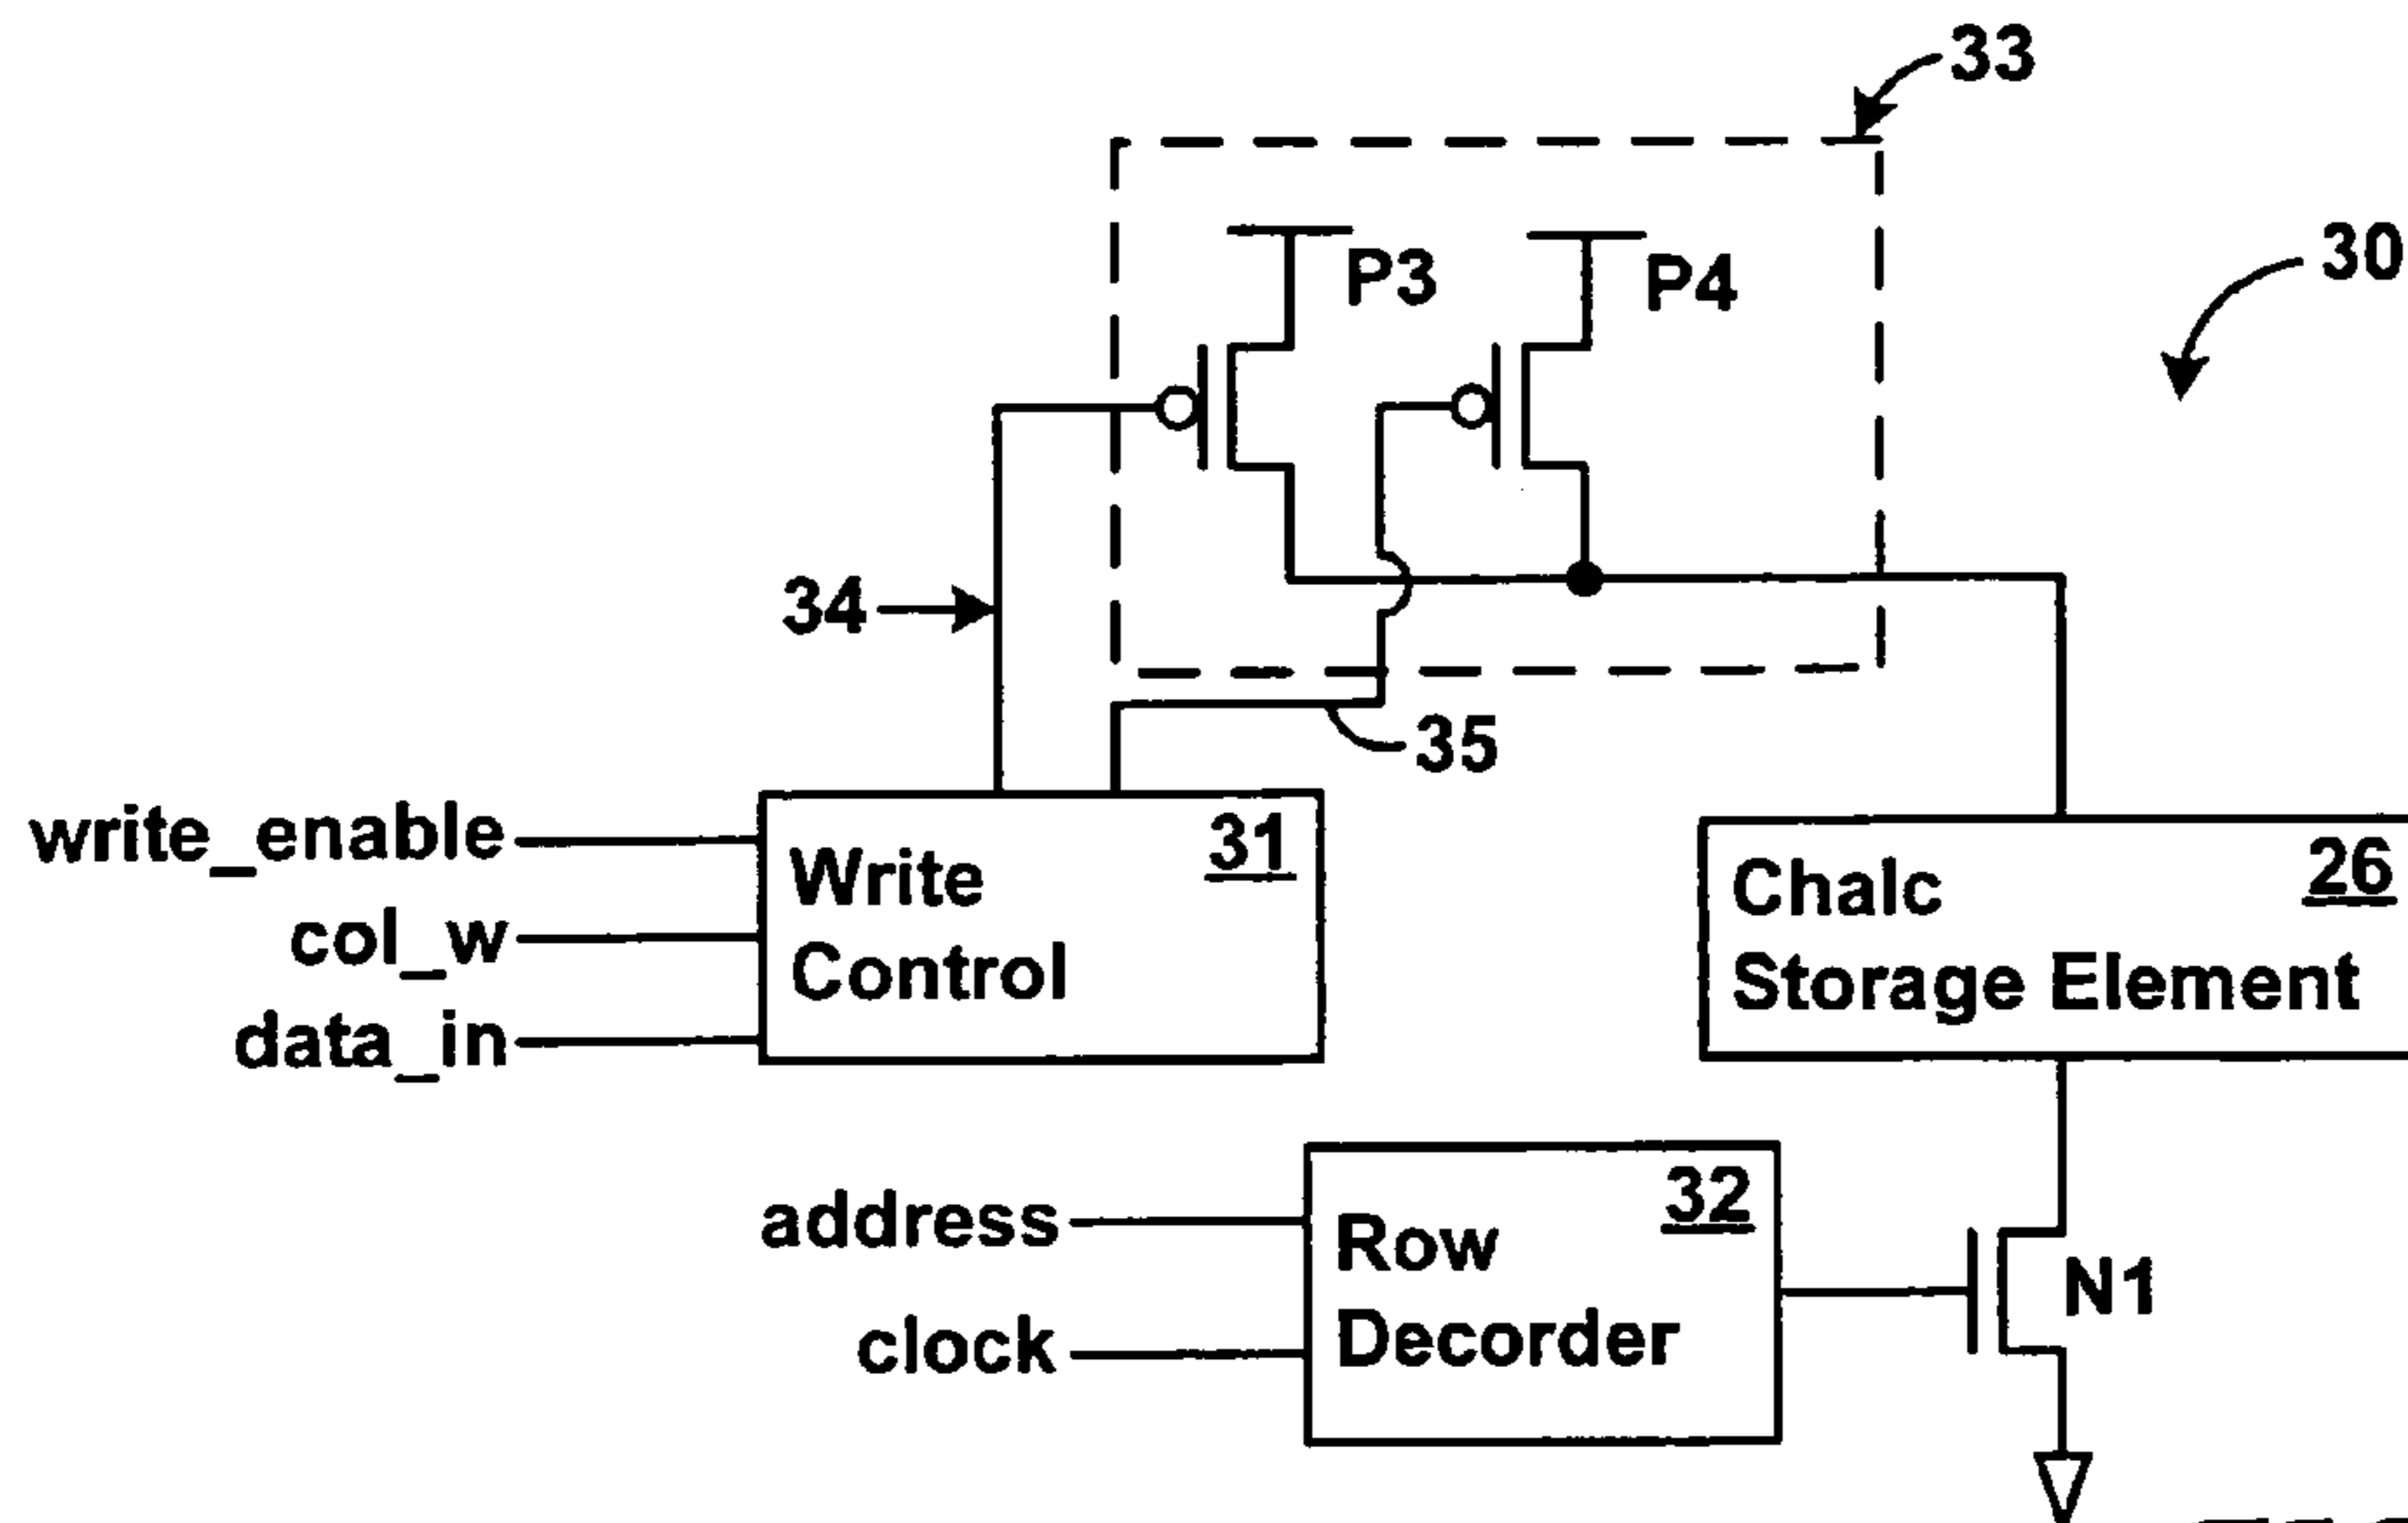 33
30
P3
P4
34
35
write_enable
col_w
data_in
31
Write
Control
26
Chalc
Storage Element
address
clock
32
Row
Decorder
N1